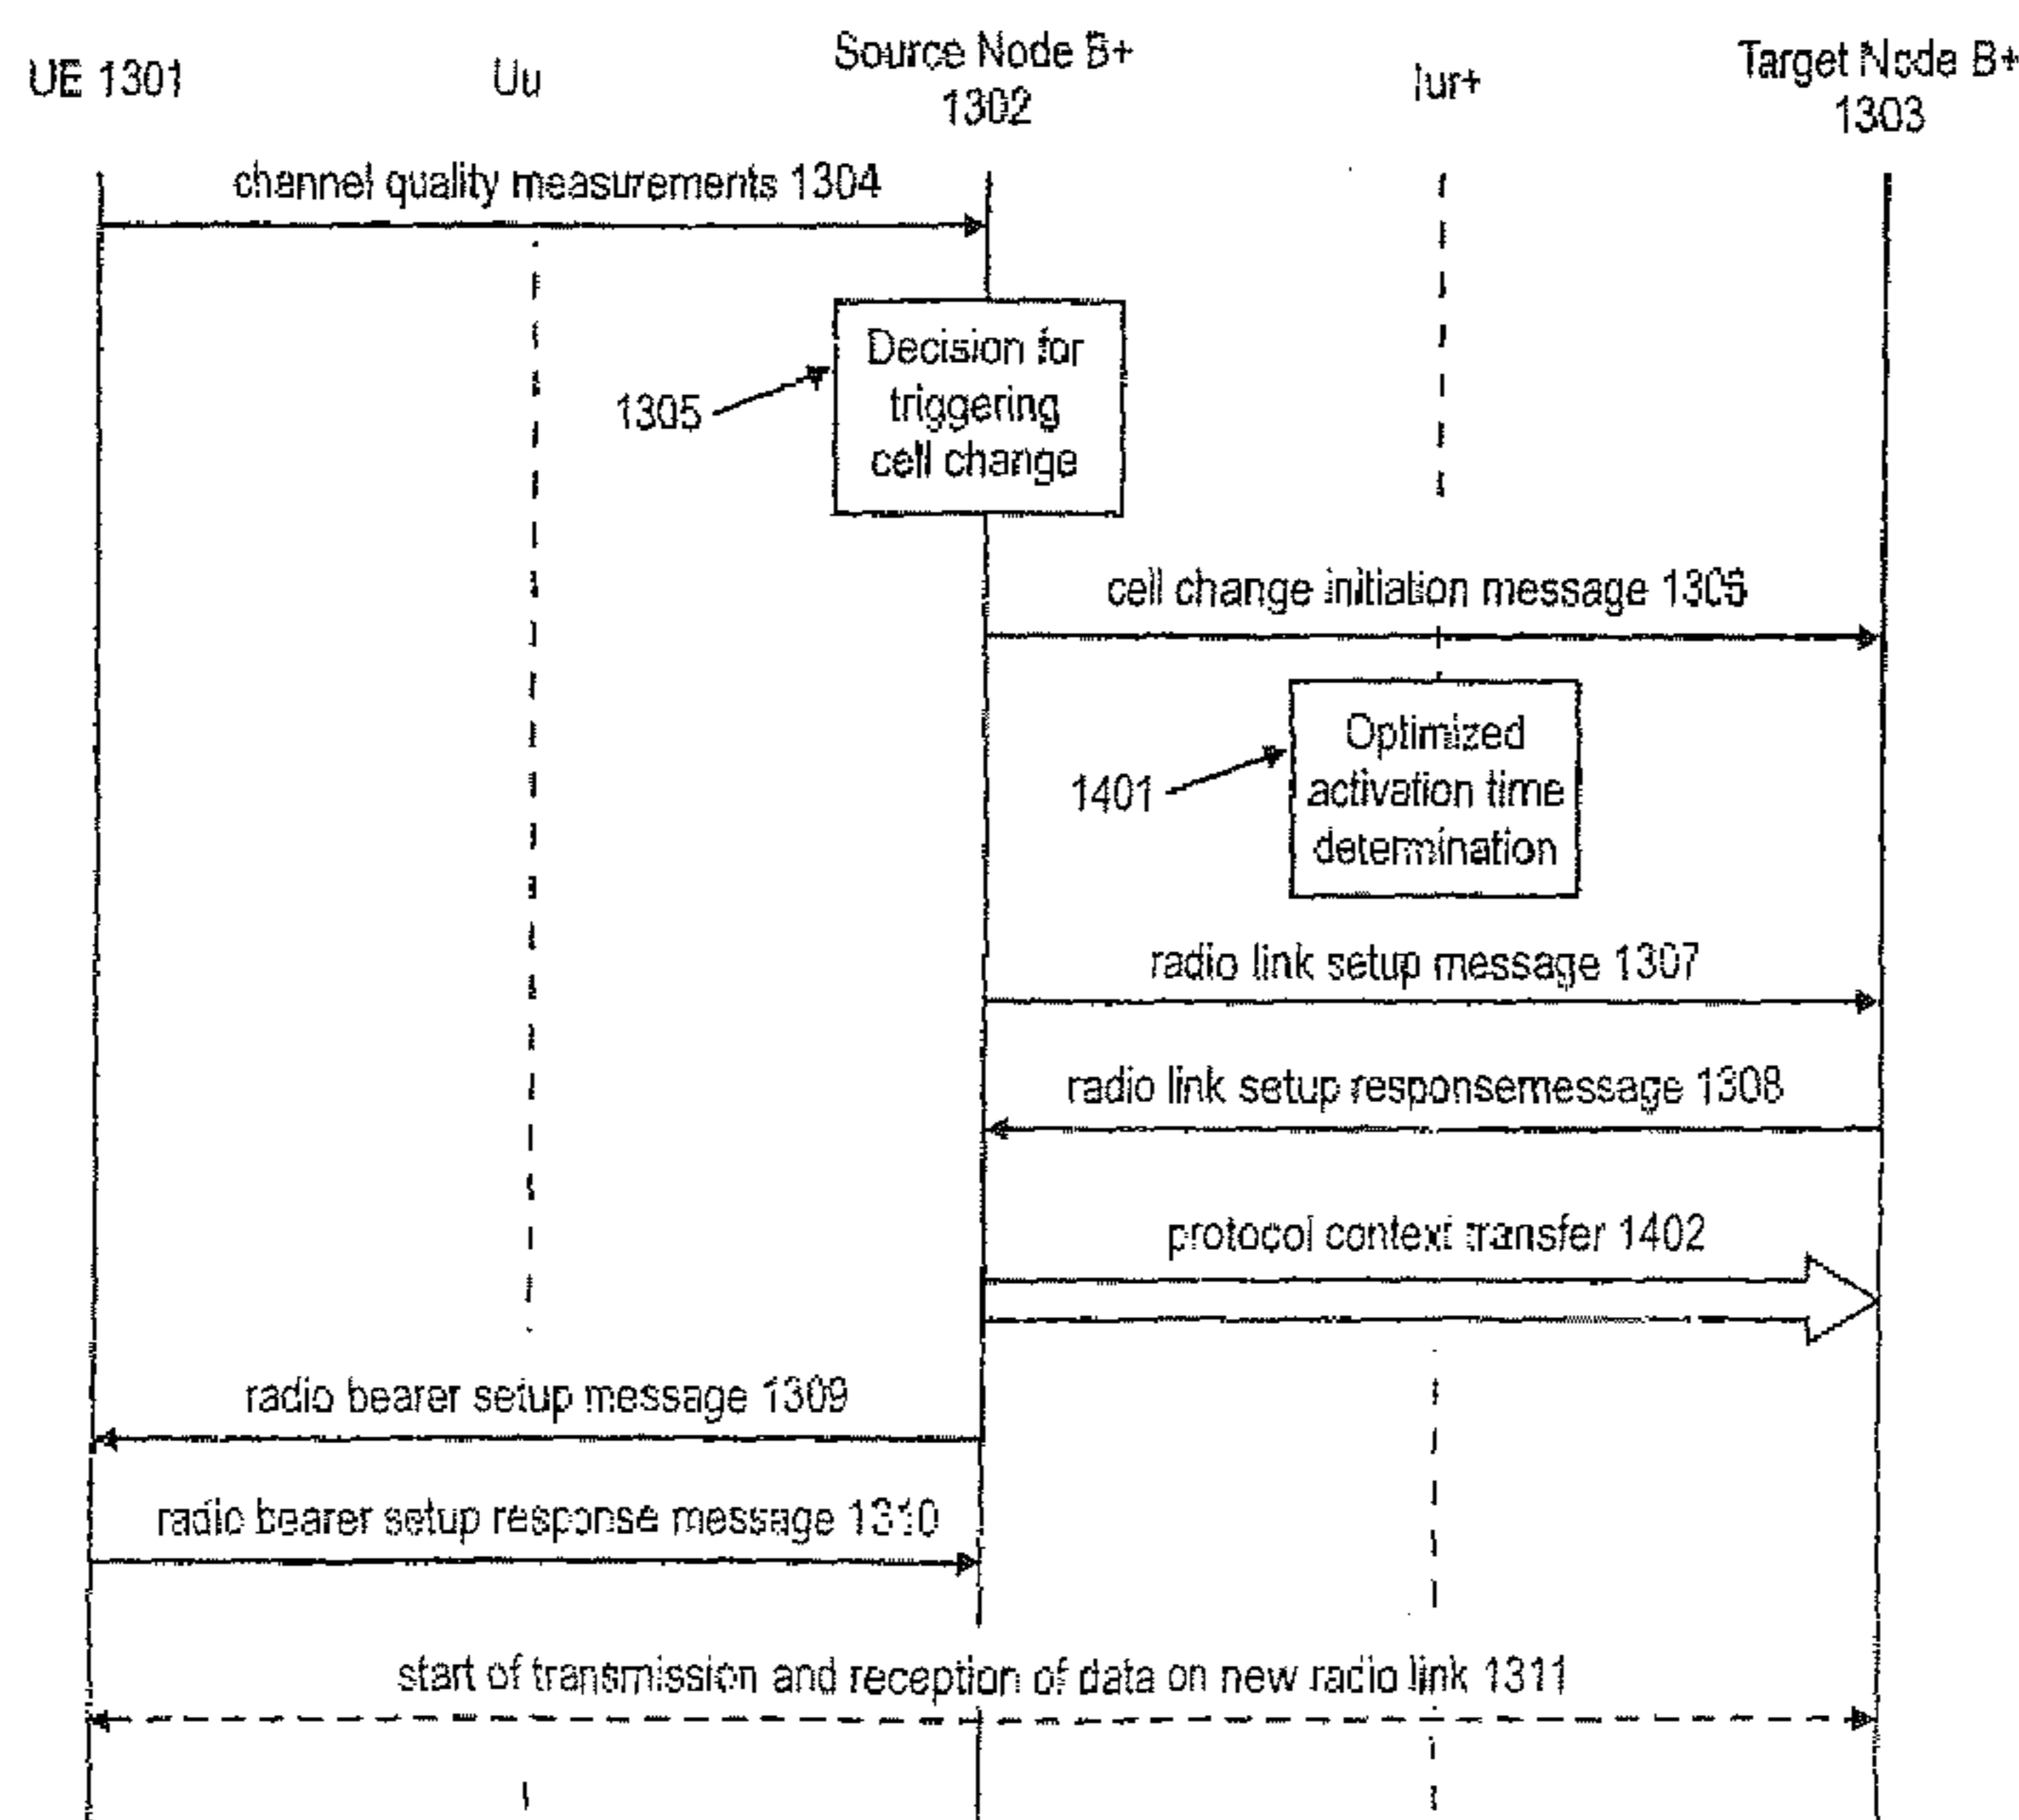 UE 1301
Uu
Source Node B+
1302
Iur+
Target Node B+
1303
channel quality measurements 1304
Decision for
triggering
cell change
1305
cell change initiation message 1306
Optimized
activation time
determination
1401
radio link setup message 1307
radio link setup responsemessage 1308
protocol context transfer 1402
radio bearer setup message 1309
radio bearer setup response message 1310
start of transmission and reception of data on new radio link 1311